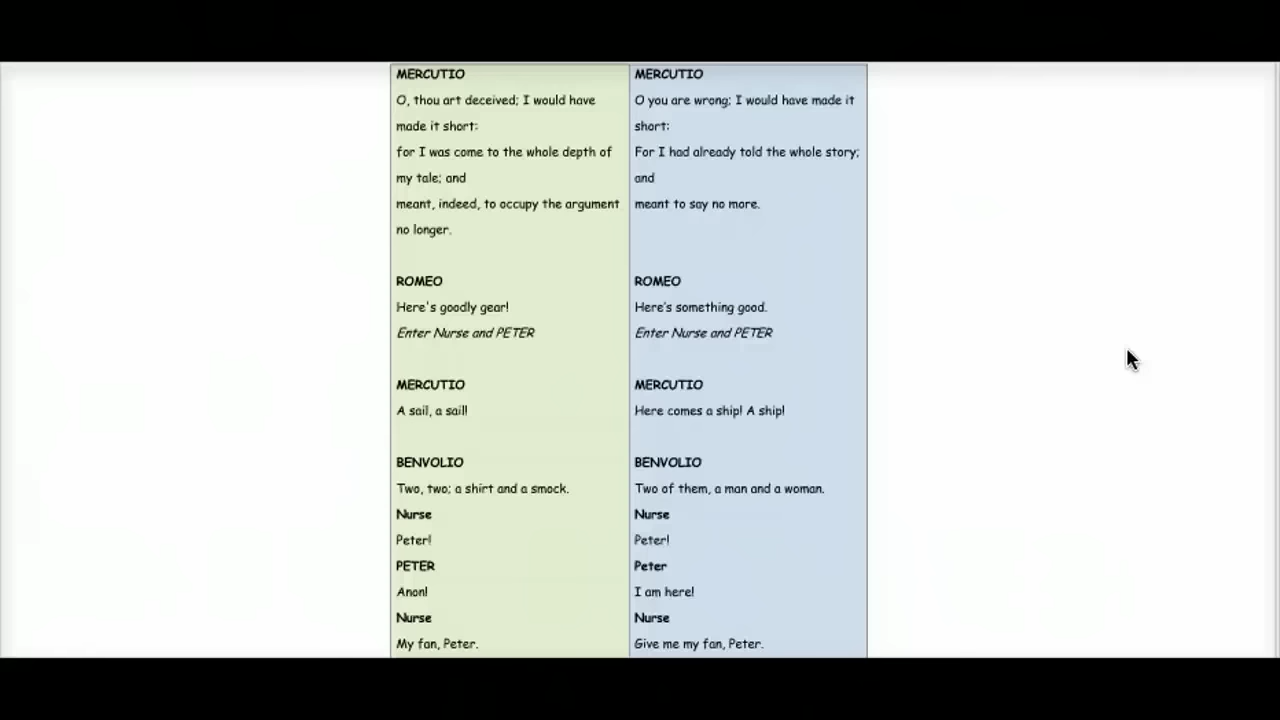 MERCUTIO
O, thou art deceived; I would have
made it short:
for I was come to the whole depth of
my tale; and
meant, indeed, to occupy the argument
no longer.
ROMEO
Here's goodly gear!
Enter Nurse and PETER
MERCUTIO
A sail, a sail!
BENVOLIO
Two, two; a shirt and a smock.
Nurse
Peter!
PETER
Anon!
Nurse
My fan, Peter.
MERCUTIO
O you are wrong; I would have made it
short:
For I had already told the whole story;
and
meant to say no more.
ROMEO
Here's something good.
Enter Nurse and PETER
MERCUTIO
Here comes a ship! A ship!
BENVOLIO
Two of them, a man and a woman.
Nurse
Peter!
Peter
I am here!
Nurse
Give me my fan, Peter.